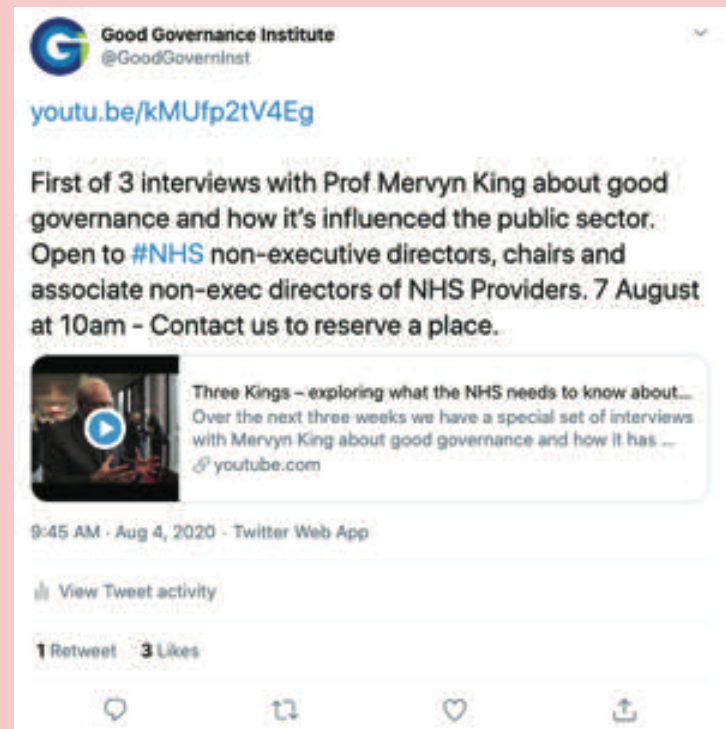 Good Governance Institute
@GoodGovernInst
youtu.be/kMUfp2tV4Eg
First of 3 interviews with Prof Mervyn King about good
governance and how it's influenced the public sector.
Open to #NHS non-executive directors, chairs and
associate non-exec directors of NHS Providers. 7 August
at 10am - Contact us to reserve a place.
Three Kings – exploring what the NHS needs to know about...
Over the next three weeks we have a special set of interviews
with Mervyn King about good governance and how it has ...
youtube.com
9:45 AM · Aug 4, 2020 · Twitter Web App
View Tweet activity
1 Retweet 3 Likes